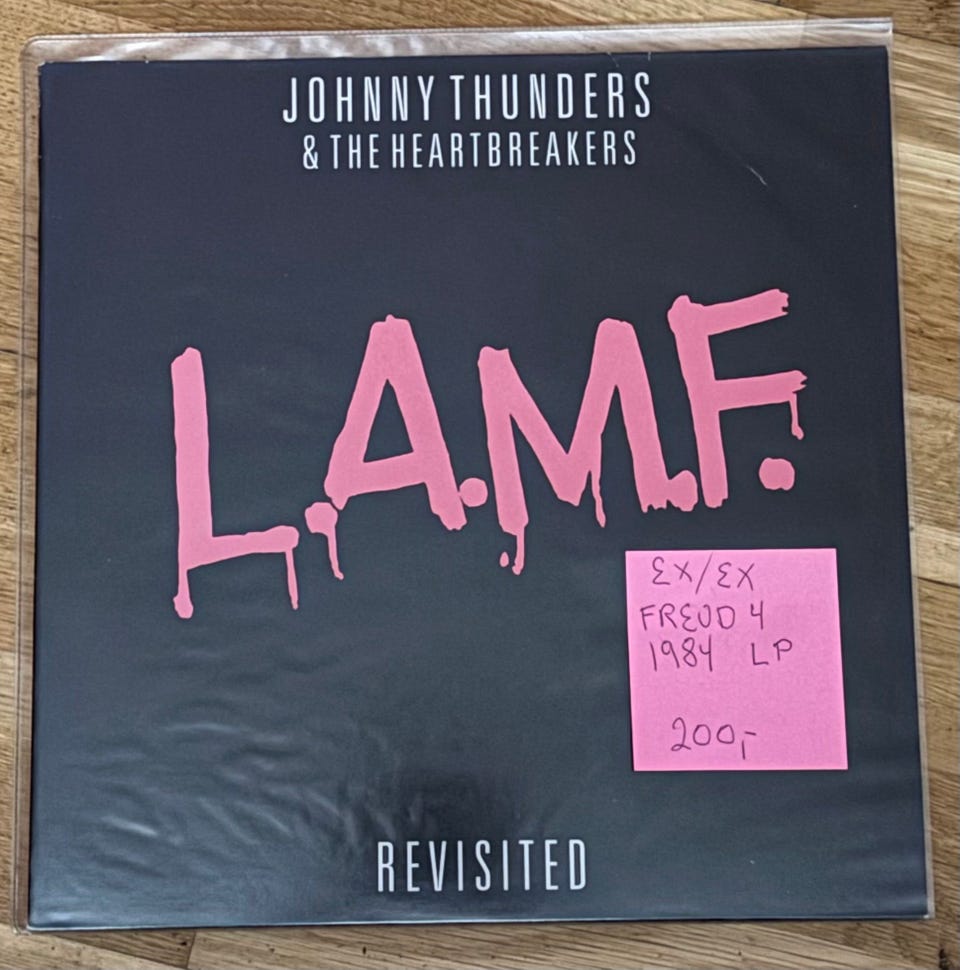 JOHNNY THUNDERS
& THE HEARTBREAKERS
L.A.M.F.
EX/EX
FREUD 4
1984 LP
200,-
REVISITED